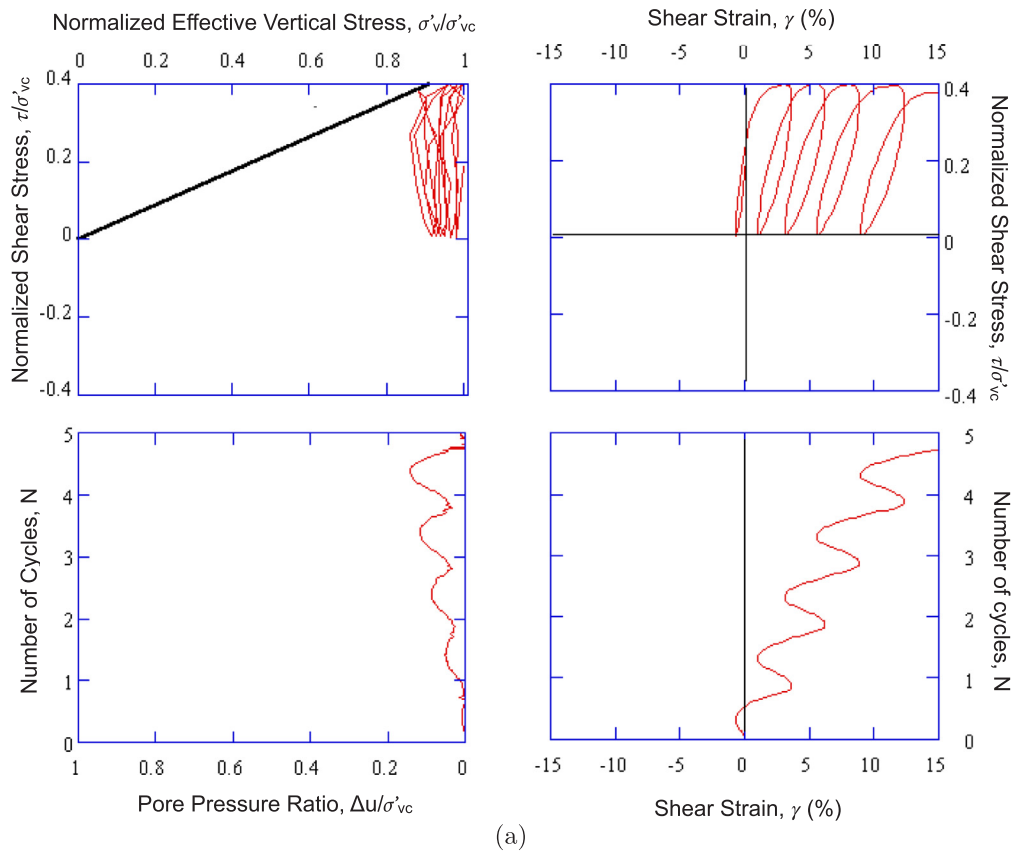 Normalized Effective Vertical Stress, σ'v/σ'vc
0 0.2 0.4 0.6 0.8 1
Normalized Shear Stress, τ/σ'vc
0.4
0.2
0
-0.2
-0.4
Shear Strain, γ (%)
-15 -10 -5 0 5 10 15
0.4
0.2
0
-0.2
-0.4
Normalized Shear Stress, τ/σ'vc
Number of Cycles, N
5
4
3
2
1
0
1 0.8 0.6 0.4 0.2 0
Pore Pressure Ratio, Δu/σ'vc
5
4
3
2
1
0
Number of cycles, N
-15 -10 -5 0 5 10 15
Shear Strain, γ (%)
(a)